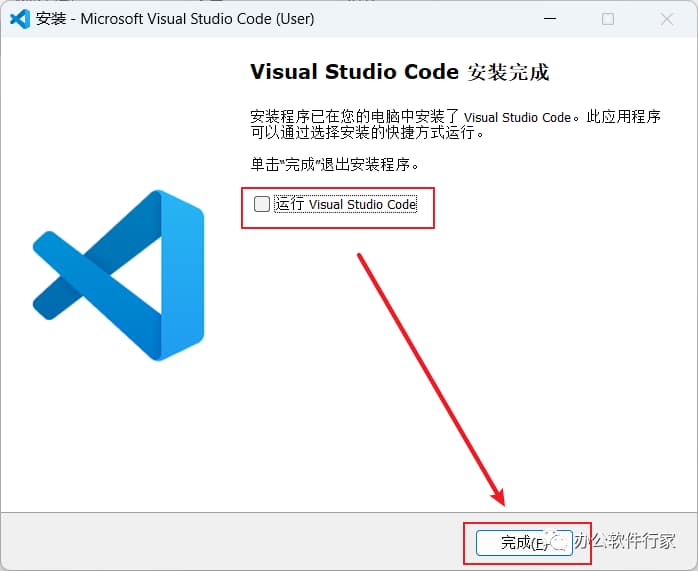 安装 - Microsoft Visual Studio Code (User)
Visual Studio Code 安装完成
安装程序已在您的电脑中安装了 Visual Studio Code。此应用程序
可以通过选择安装的快捷方式运行。
单击“完成”退出安装程序。
运行 Visual Studio Code
完成(F)
办公软件行家